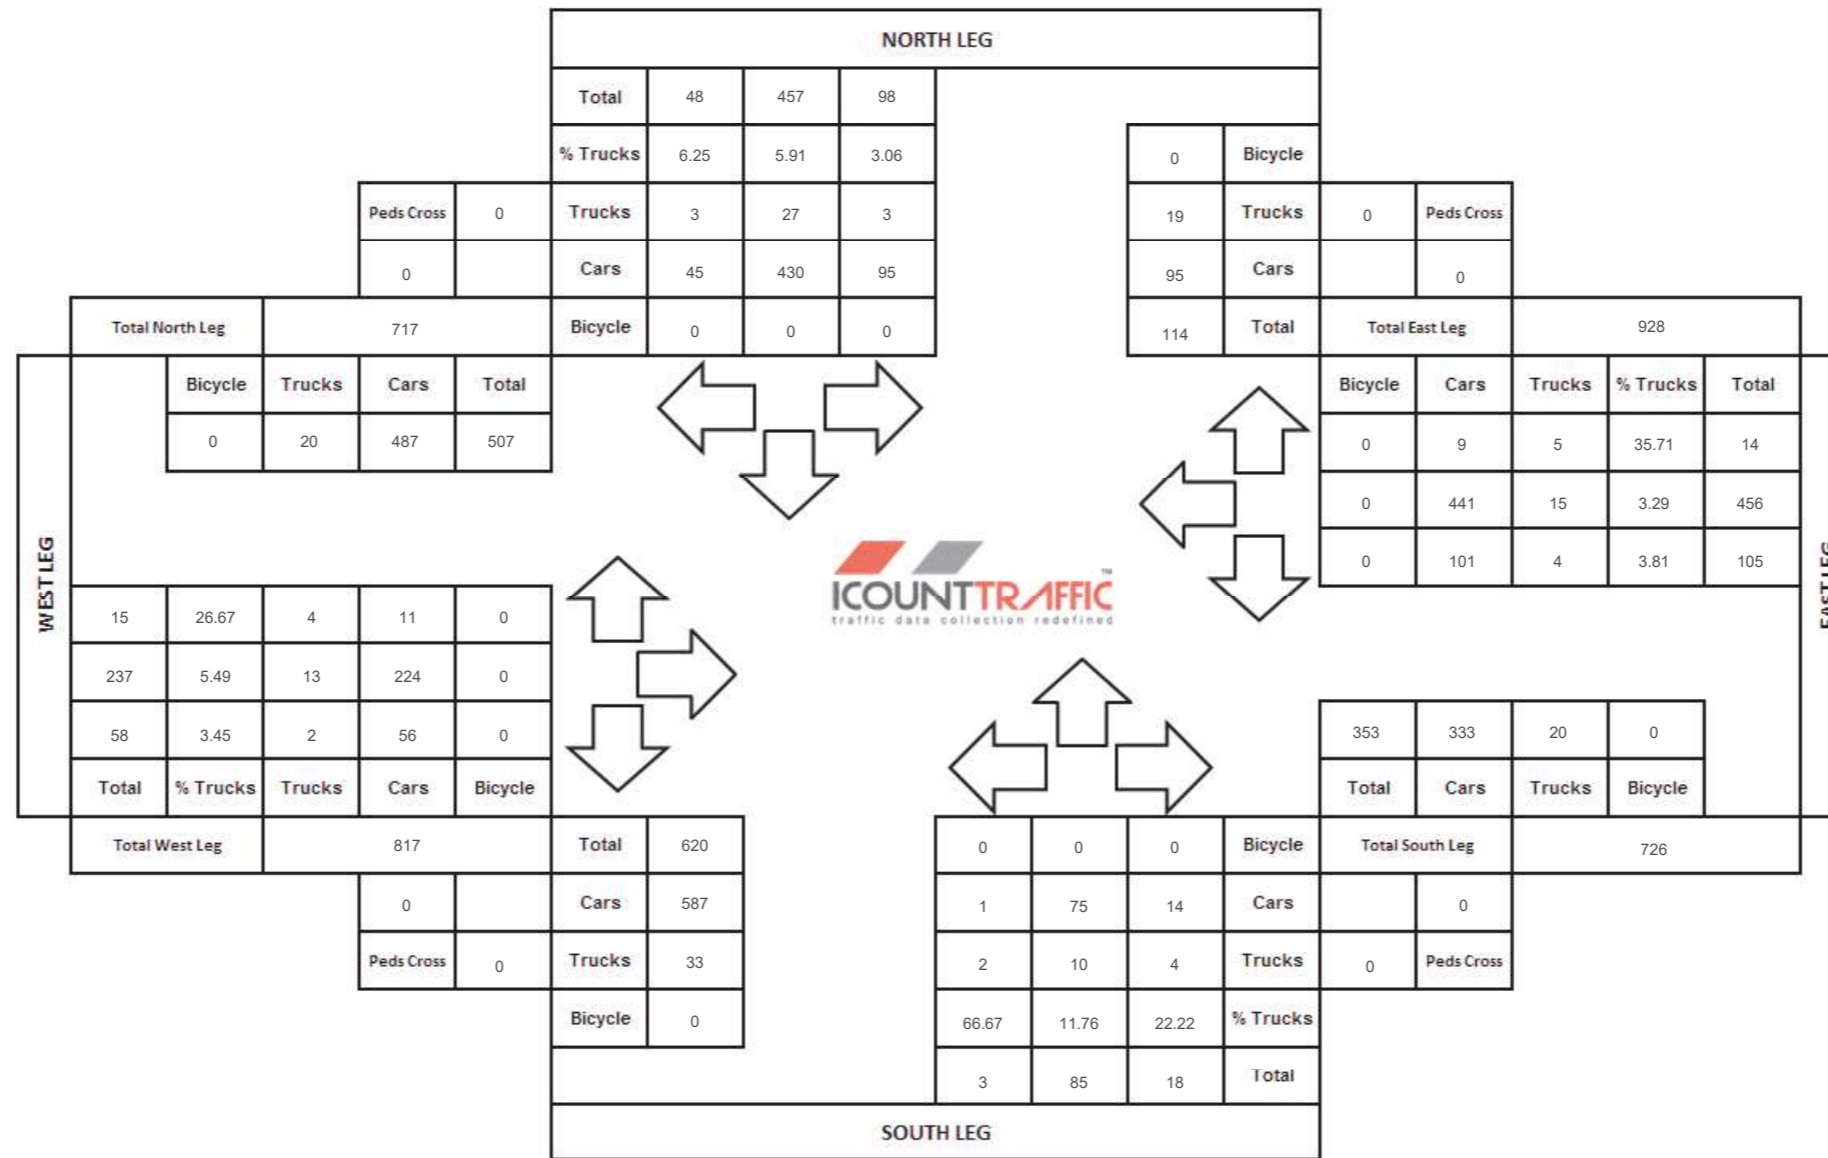 NORTH LEG
Total 48 457 98
% Trucks 6.25 5.91 3.06 0 Bicycle
Peds Cross 0 Trucks 3 27 3 19 Trucks 0 Peds Cross
0 Cars 45 430 95 95 Cars 0
Total North Leg 717 Bicycle 0 0 0 114 Total Total East Leg 928
Bicycle Trucks Cars Total Bicycle Cars Trucks % Trucks Total
0 20 487 507 0 9 5 35.71 14
0 441 15 3.29 456
0 101 4 3.81 105
WEST LEG
EAST LEG
ICOUNTTRAFFIC™
traffic data collection redefined
15 26.67 4 11 0
237 5.49 13 224 0
58 3.45 2 56 0 353 333 20 0
Total % Trucks Trucks Cars Bicycle Total Cars Trucks Bicycle
Total West Leg 817 Total 620 0 0 0 Bicycle Total South Leg 726
0 Cars 587 1 75 14 Cars 0
Peds Cross 0 Trucks 33 2 10 4 Trucks 0 Peds Cross
Bicycle 0 66.67 11.76 22.22 % Trucks
3 85 18 Total
SOUTH LEG